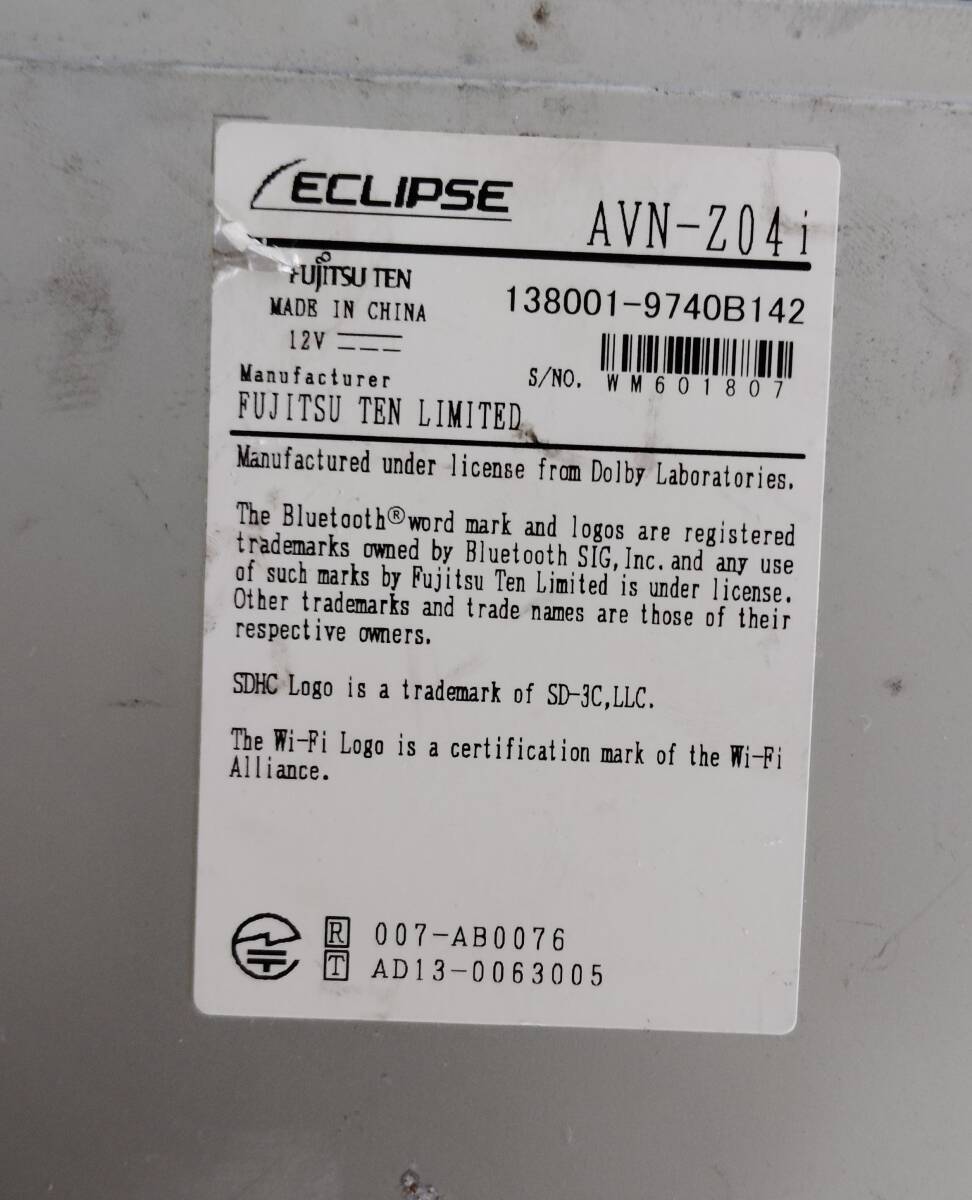 ECLIPSE
AVN-Z04i
FUJITSU TEN
MADE IN CHINA
138001-9740B142
12V
S/NO. WM601807
Manufacturer
FUJITSU TEN LIMITED
Manufactured under license from Dolby Laboratories.
The Bluetooth® word mark and logos are registered
trademarks owned by Bluetooth SIG, Inc. and any use
of such marks by Fujitsu Ten Limited is under license.
Other trademarks and trade names are those of their
respective owners.
SDHC Logo is a trademark of SD-3C, LLC.
The Wi-Fi Logo is a certification mark of the Wi-Fi
Alliance.
R 007-AB0076
T AD13-0063005